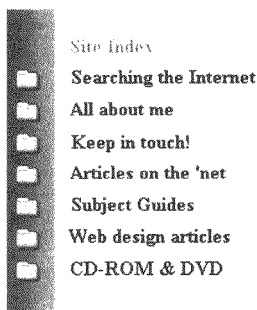 Site Index
Searching the Internet
All about me
Keep in touch!
Articles on the 'net
Subject Guides
Web design articles
CD-ROM & DVD